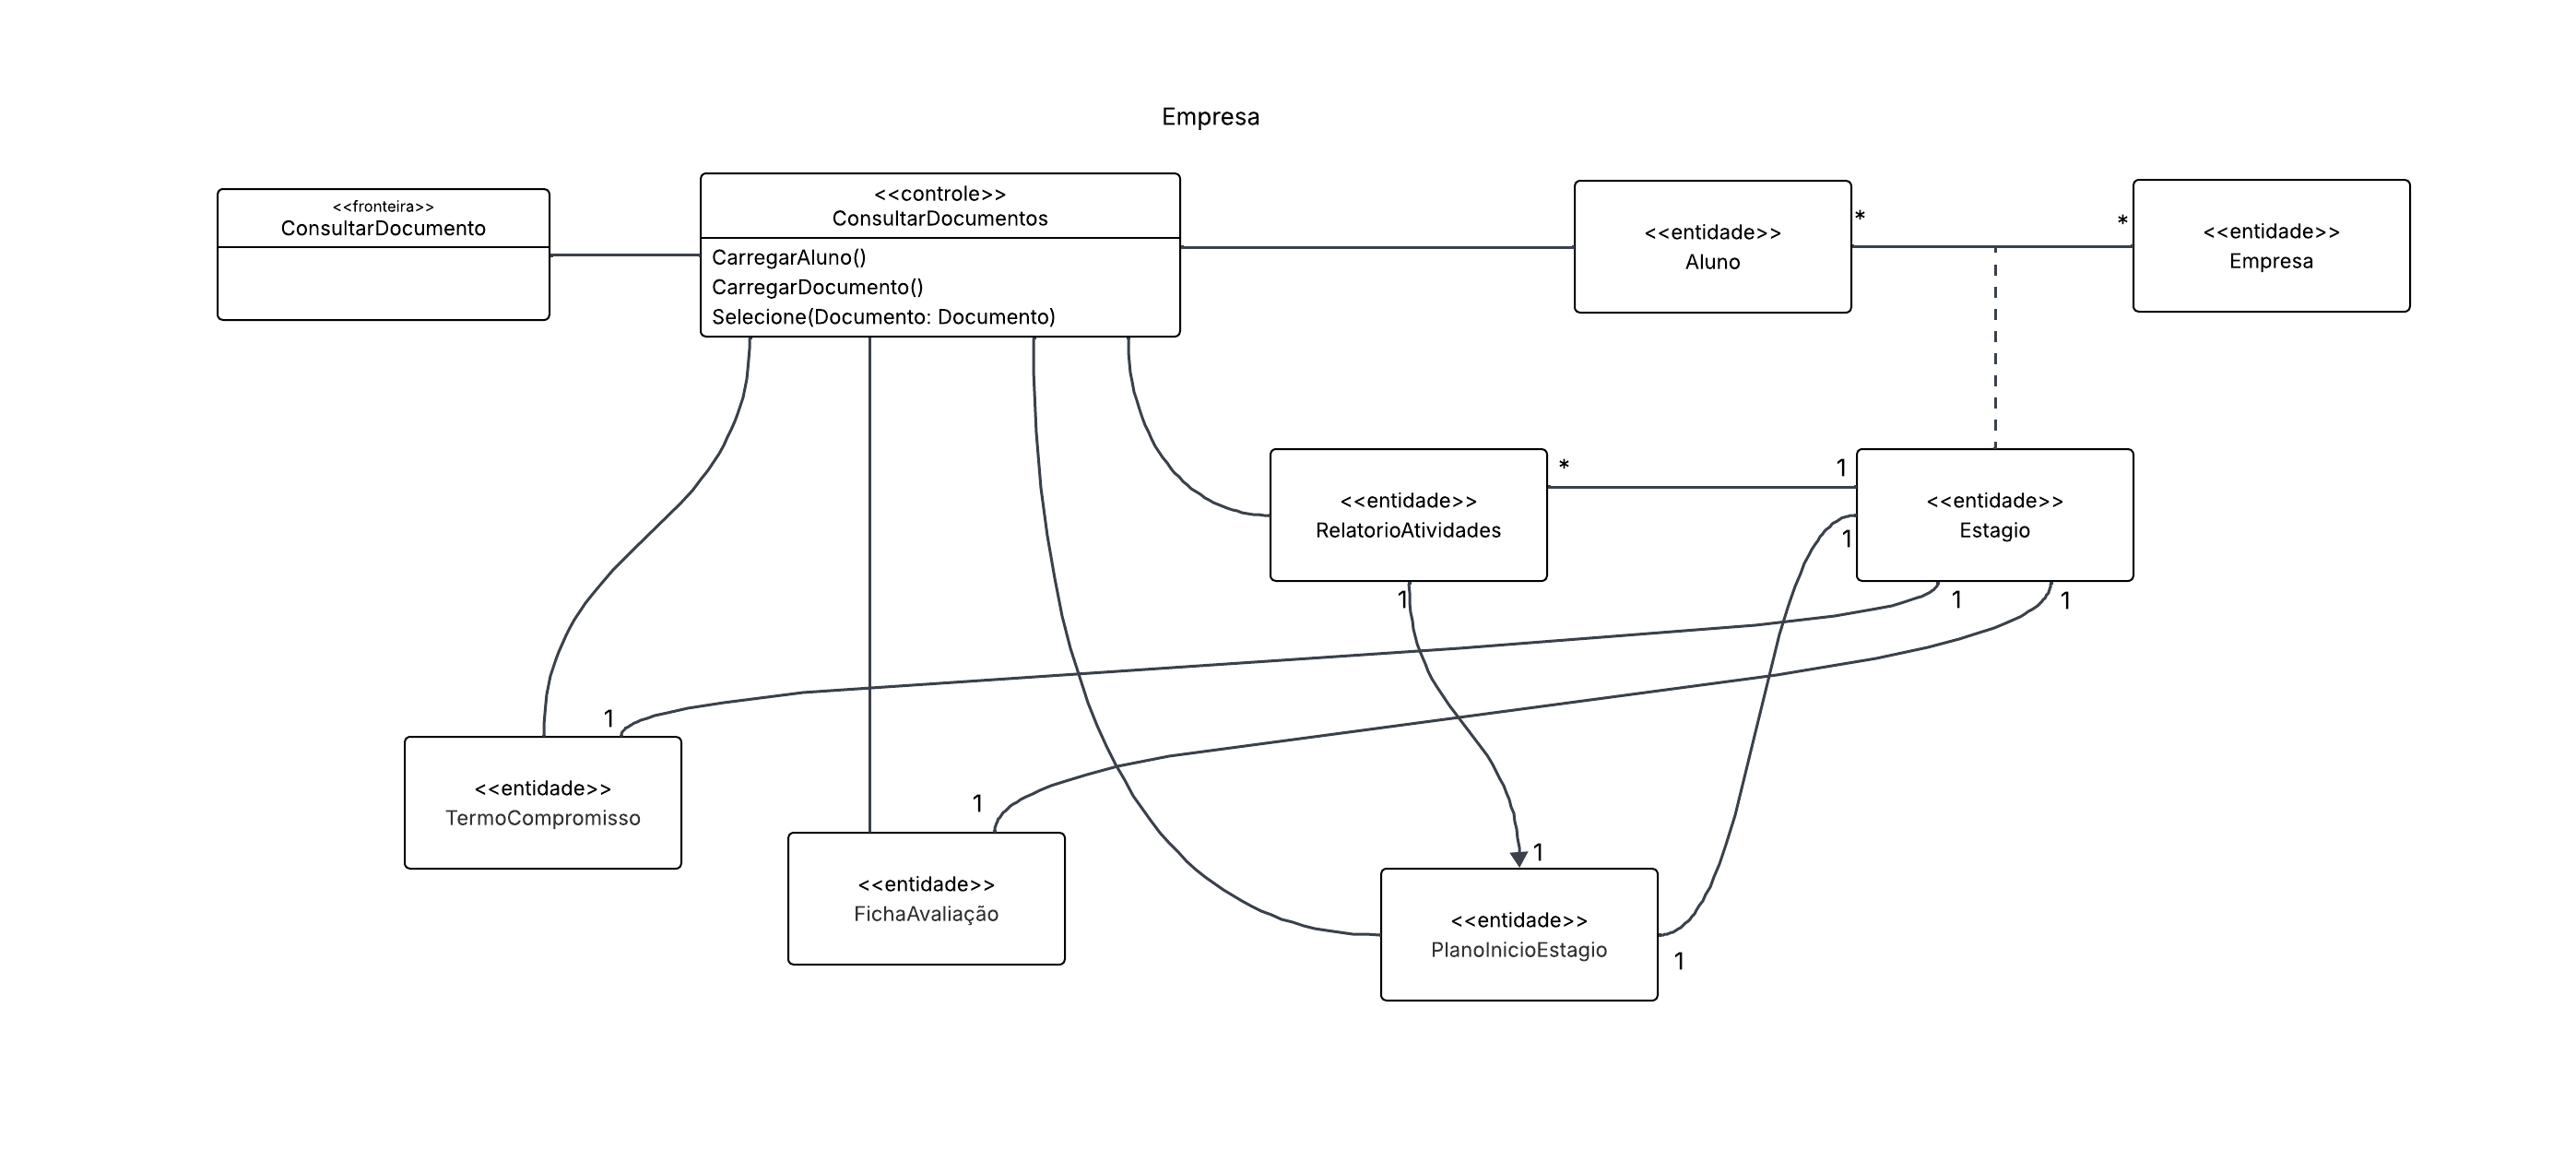 Empresa
<<fronteira>>
ConsultarDocumento
<<controle>>
ConsultarDocumentos
CarregarAluno()
CarregarDocumento()
Selecione(Documento: Documento)
<<entidade>>
Aluno
*
*
<<entidade>>
Empresa
<<entidade>>
RelatorioAtividades
*
1
<<entidade>>
Estagio
1
1
1
1
1
<<entidade>>
TermoCompromisso
1
<<entidade>>
FichaAvaliação
1
<<entidade>>
PlanoInicioEstagio
1